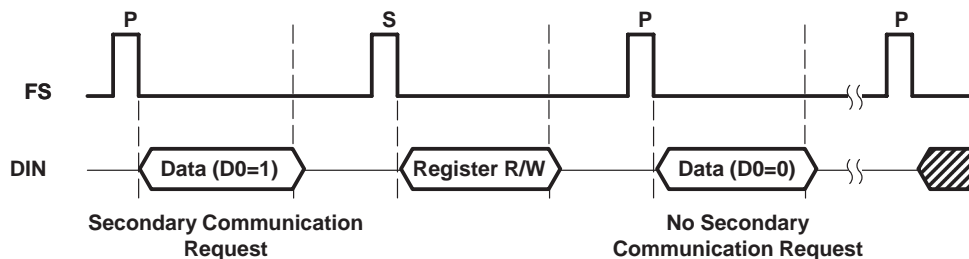 P S P P
FS
DIN Data (D0=1) Register R/W Data (D0=0)
Secondary Communication
Request
No Secondary
Communication Request